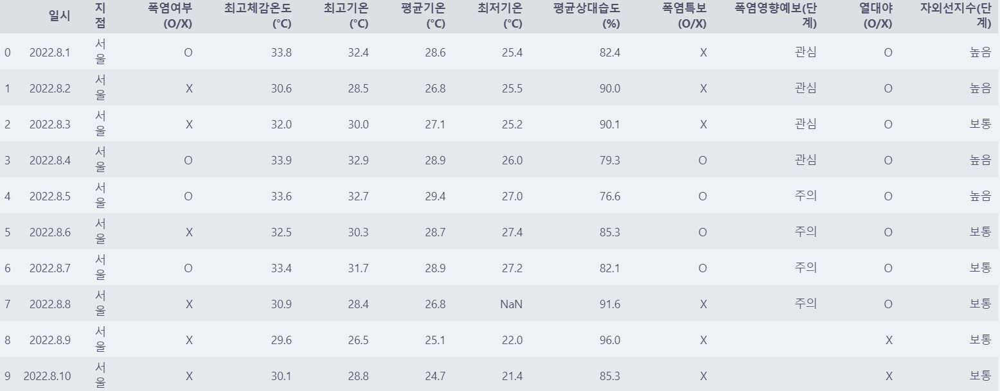 일시 지점 폭염여부(O/X) 최고체감온도(°C) 최고기온(°C) 평균기온(°C) 최저기온(°C) 평균상대습도(%) 폭염특보(O/X) 폭염영향예보(단계) 열대야(O/X) 자외선지수(단계)
0 2022.8.1 서울 O 33.8 32.4 28.6 25.4 82.4 X 관심 O 높음
1 2022.8.2 서울 X 30.6 28.5 26.8 25.5 90.0 X 관심 O 높음
2 2022.8.3 서울 X 32.0 30.0 27.1 25.2 90.1 X 관심 O 보통
3 2022.8.4 서울 O 33.9 32.9 28.9 26.0 79.3 O 관심 O 높음
4 2022.8.5 서울 O 33.6 32.7 29.4 27.0 76.6 O 주의 O 높음
5 2022.8.6 서울 X 32.5 30.3 28.7 27.4 85.3 O 주의 O 보통
6 2022.8.7 서울 O 33.4 31.7 28.9 27.2 82.1 O 주의 O 보통
7 2022.8.8 서울 X 30.9 28.4 26.8 NaN 91.6 X 주의 O 보통
8 2022.8.9 서울 X 29.6 26.5 25.1 22.0 96.0 X X 보통
9 2022.8.10 서울 X 30.1 28.8 24.7 21.4 85.3 X X 보통